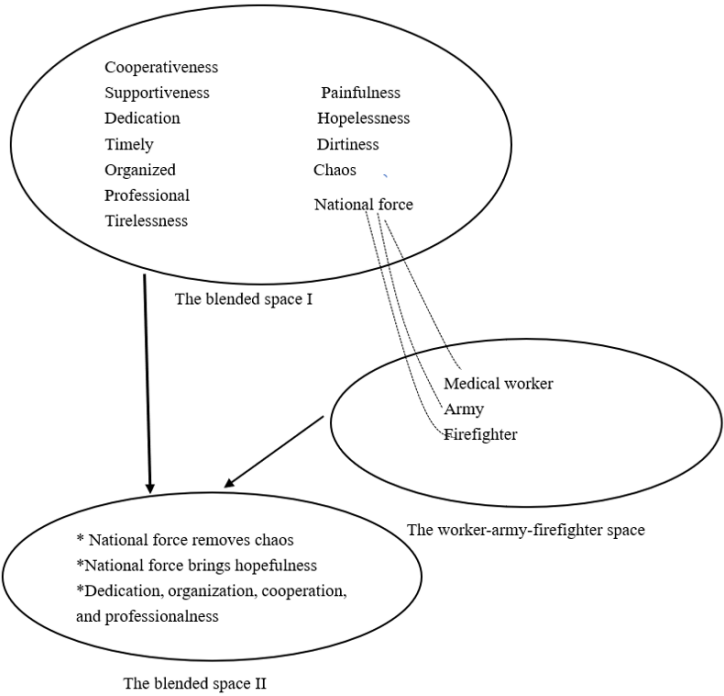 Cooperativeness
Supportiveness
Dedication
Timely
Organized
Professional
Tirelessness
Painfulness
Hopelessness
Dirtiness
Chaos
National force
The blended space I
Medical worker
Army
Firefighter
The worker-army-firefighter space
* National force removes chaos
*National force brings hopefulness
*Dedication, organization, cooperation,
and professionalness
The blended space II